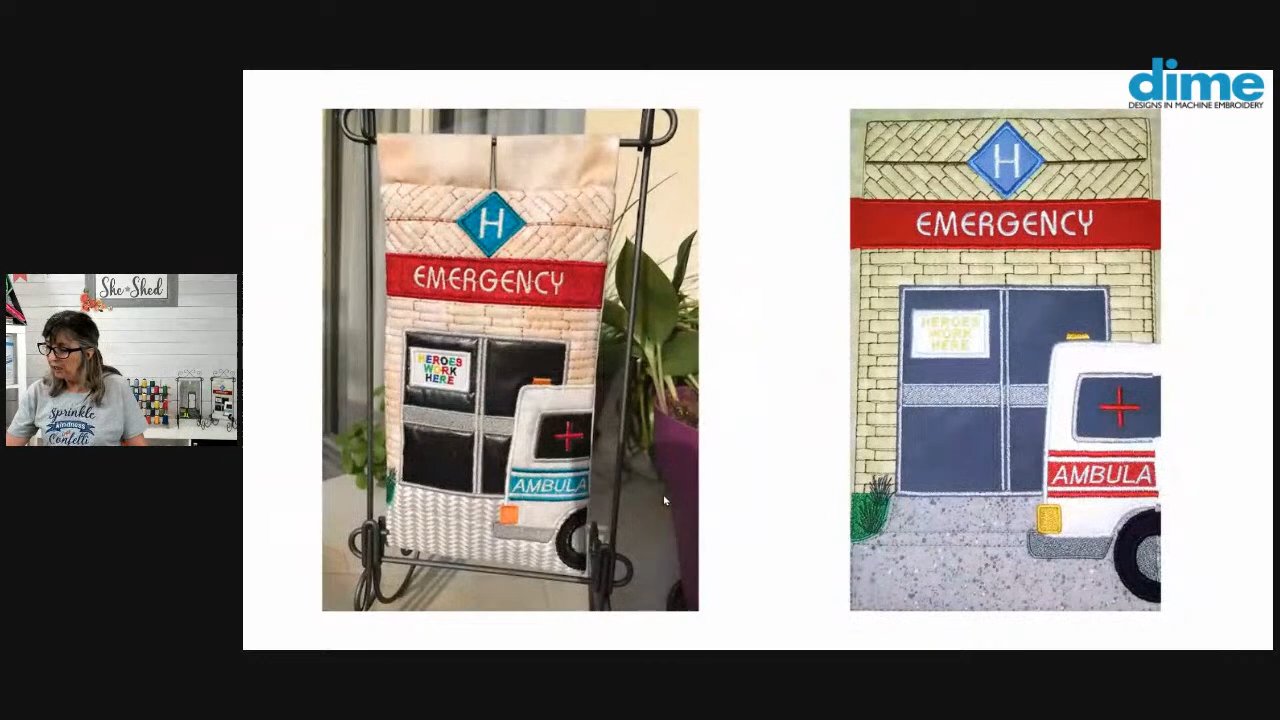 dime
DESIGNS IN MACHINE EMBROIDERY
She Shed
Sprinkle
Kindness
Confetti
H
EMERGENCY
HEROES
WORK
HERE
AMBULA
H
EMERGENCY
HEROES
WORK
HERE
AMBULA